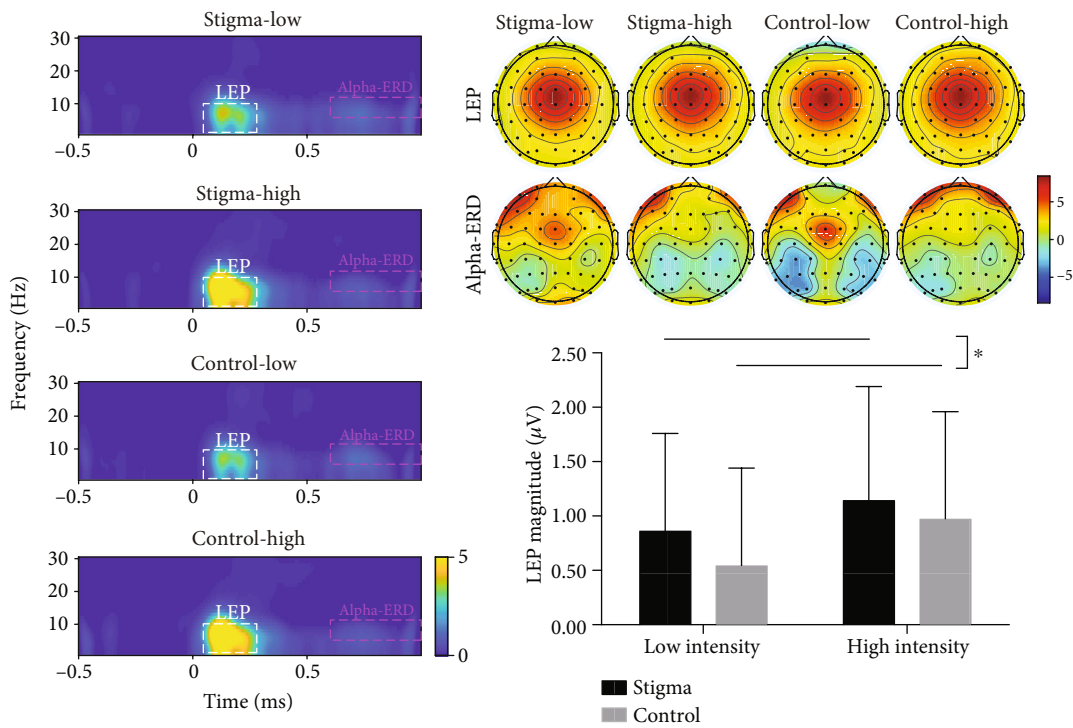 Stigma-low
30
20
10
LEP
Alpha-ERD
−0.5
0
0.5
Stigma-high
30
20
10
LEP
Alpha-ERD
−0.5
0
0.5
Control-low
30
20
10
LEP
Alpha-ERD
−0.5
0
0.5
Control-high
30
20
10
LEP
Alpha-ERD
−0.5
0
0.5
5
0
Frequency (Hz)
Time (ms)
Stigma-low
Stigma-high
Control-low
Control-high
LEP
Alpha-ERD
5
0
−5
2.50
2.00
1.50
1.00
0.50
0.00
LEP magnitude (µV)
*
Low intensity
High intensity
Stigma
Control